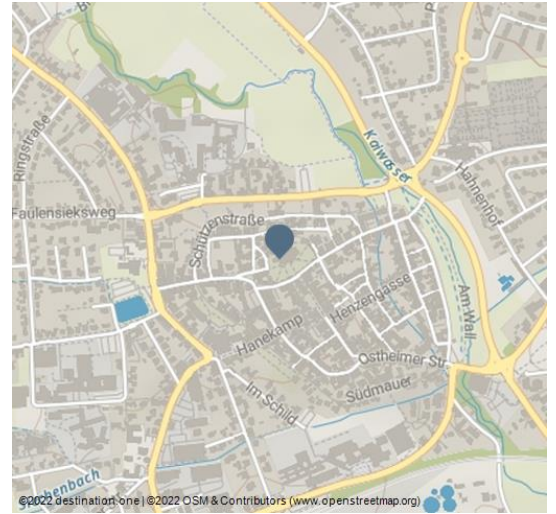 Ringstraße
Kaiwasser
Hahnenhof
Faulensieksweg
Schützenstraße
Am Wall
Henzengasse
Hanekamp
Ostheimer Str.
Südmauer
Im Schild
©2022 destination.one | ©2022 OSM & Contributors (www.openstreetmap.org)